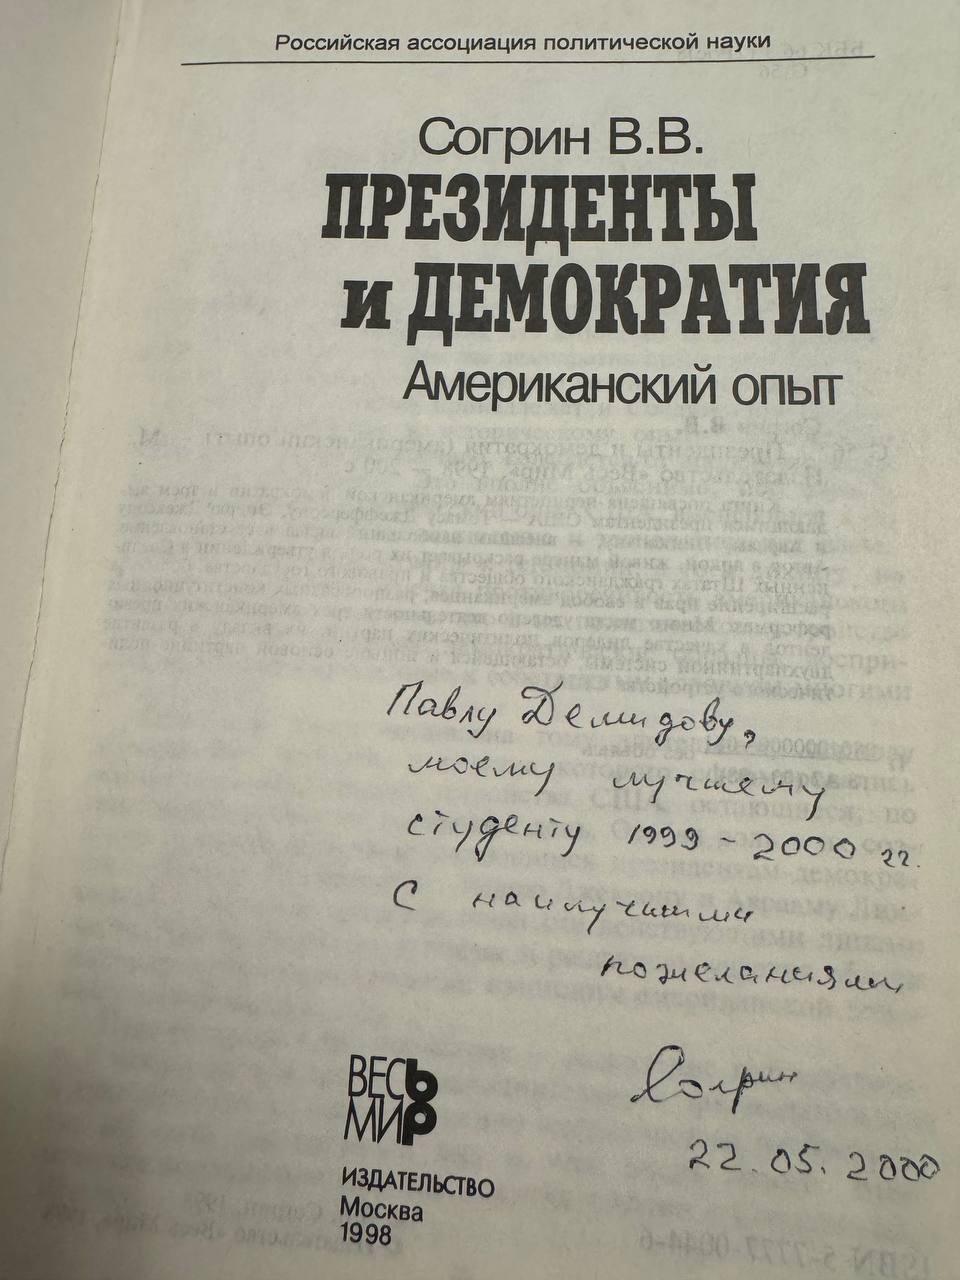 Российская ассоциация политической науки
Согрин В.В.
ПРЕЗИДЕНТЫ
и ДЕМОКРАТИЯ
Американский опыт
Павлу Демидову,
моему лучшему
студенту 1999-2000 гг.
С наилучшими
пожеланиями
Согрин
22.05.2000
ВЕСЬ
МИР
ИЗДАТЕЛЬСТВО
Москва
1998